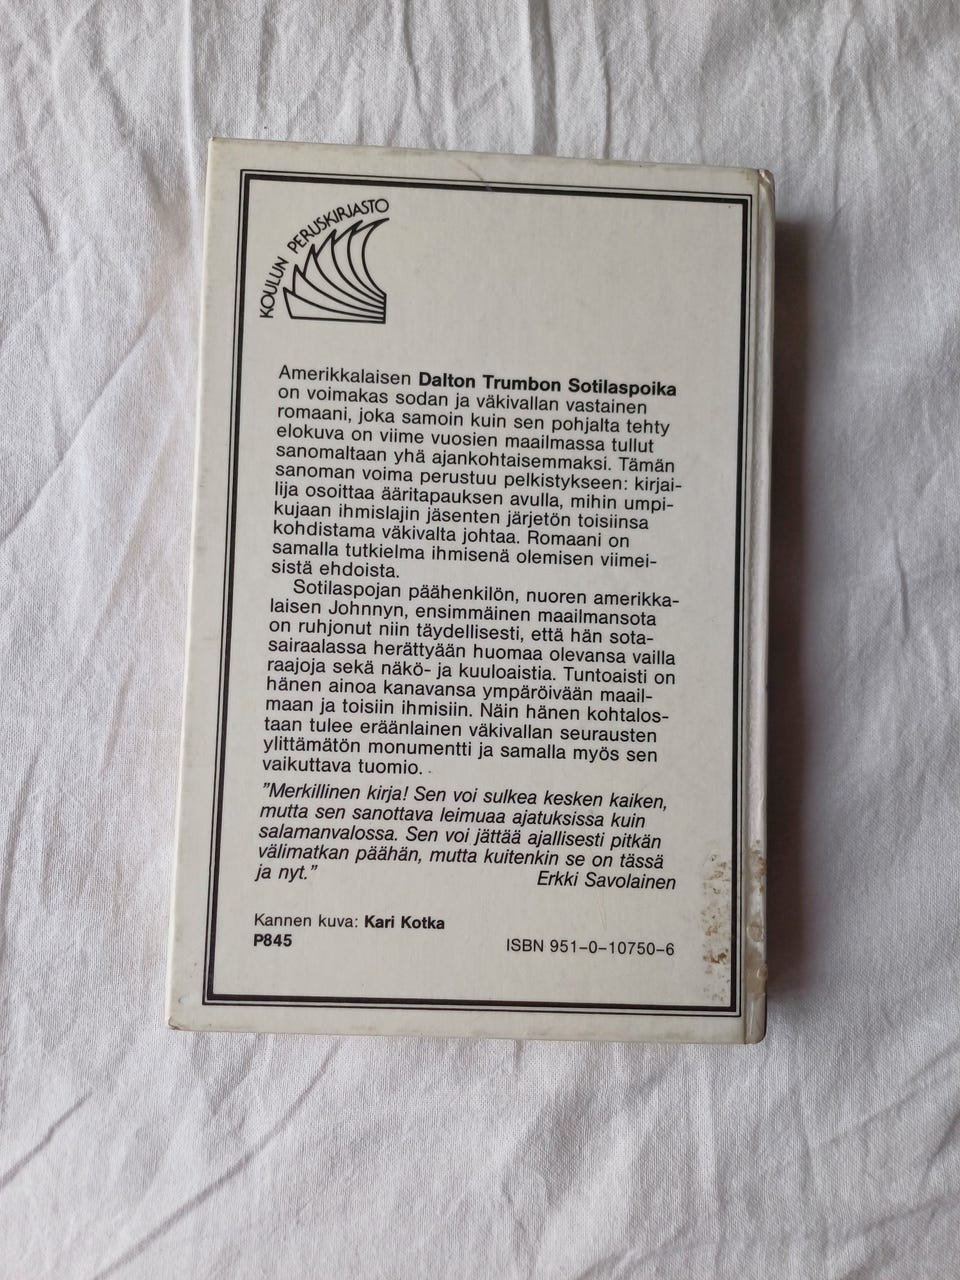 KOULUN PERUSKIRJASTO
Amerikkalaisen Dalton Trumbon Sotilaspoika
on voimakas sodan ja väkivallan vastainen
romaani, joka samoin kuin sen pohjalta tehty
elokuva on viime vuosien maailmassa tullut
sanomaltaan yhä ajankohtaisemmaksi. Tämän
sanoman voima perustuu pelkistykseen: kirjai-
lija osoittaa ääritapauksen avulla, mihin umpi-
kujaan ihmislajin jäsenten järjetön toisiinsa
kohdistama väkivalta johtaa. Romaani on
samalla tutkielma ihmisenä olemisen viimei-
sistä ehdoista.
Sotilaspojan päähenkilön, nuoren amerikka-
laisen Johnnyn, ensimmäinen maailmansota
on ruhjonut niin täydellisesti, että hän sota-
sairaalassa herättyään huomaa olevansa vailla
raajoja sekä näkö- ja kuuloaistia. Tuntoaisti on
hänen ainoa kanavansa ympäröivään maail-
maan ja toisiin ihmisiin. Näin hänen kohtalos-
taan tulee eräänlainen väkivallan seurausten
ylittämätön monumentti ja samalla myös sen
vaikuttava tuomio.
"Merkillinen kirja! Sen voi sulkea kesken kaiken,
mutta sen sanottava leimuaa ajatuksissa kuin
salamanvalossa. Sen voi jättää ajallisesti pitkän
välimatkan päähän, mutta kuitenkin se on tässä
ja nyt." Erkki Savolainen
Kannen kuva: Kari Kotka
P845 ISBN 951-0-10750-6